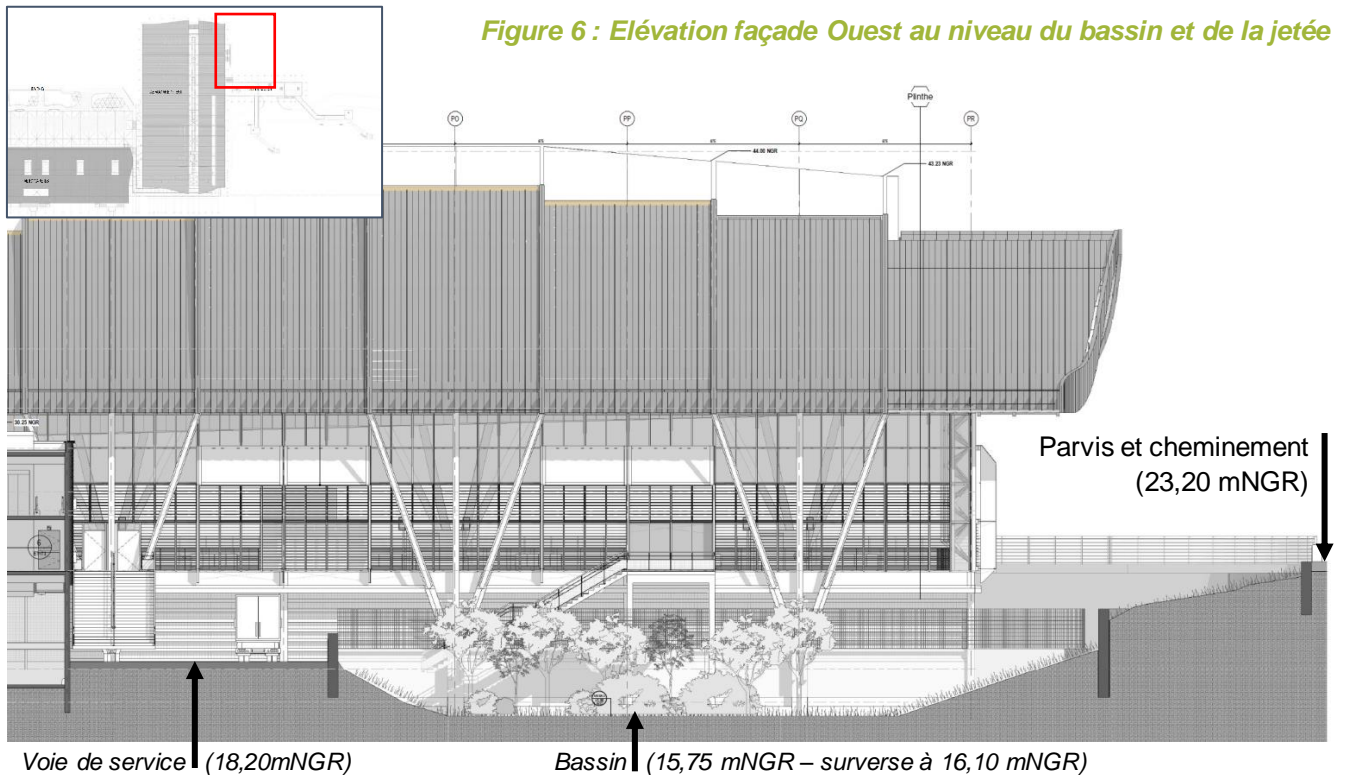 Figure 6 : Elévation façade Ouest au niveau du bassin et de la jetée
Plinthe
PO
PP
PQ
PR
44.00 NGR
43.23 NGR
30.25 NGR
Parvis et cheminement
(23,20 mNGR)
Voie de service (18,20mNGR)
Bassin (15,75 mNGR – surverse à 16,10 mNGR)